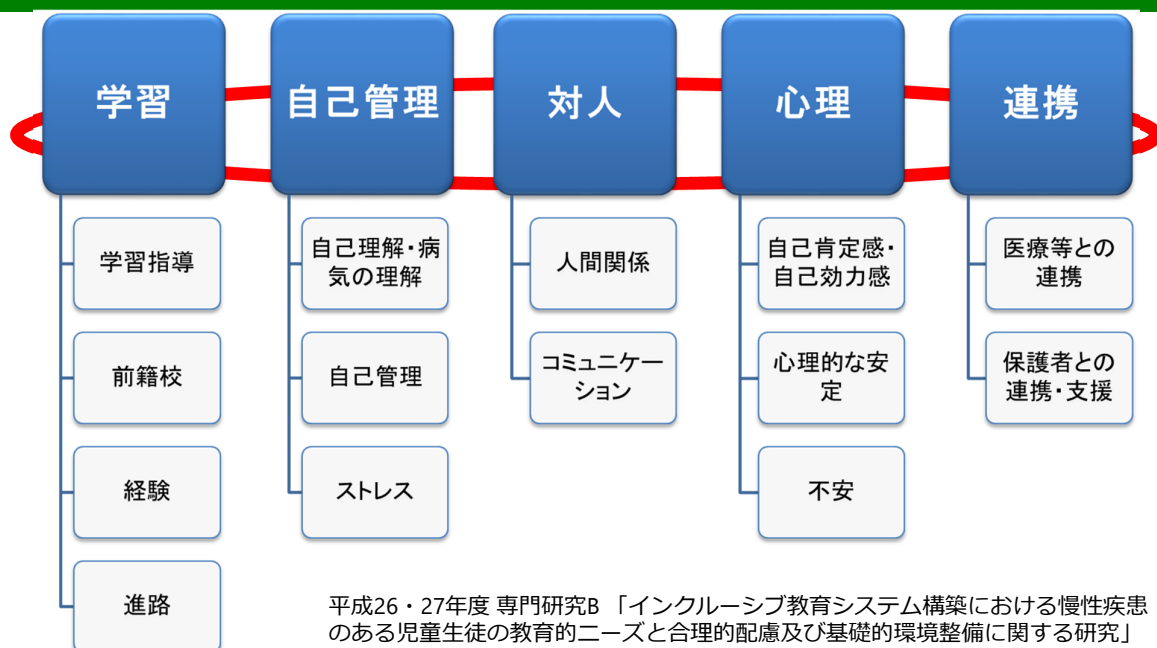 学習
自己管理
対人
心理
連携
学習指導
前籍校
経験
進路
自己理解・病
気の理解
自己管理
ストレス
人間関係
コミュニケー
ション
自己肯定感・
自己効力感
心理的な安
定
不安
医療等との
連携
保護者との
連携・支援
平成26・27年度 専門研究B 「インクルーシブ教育システム構築における慢性疾患
のある児童生徒の教育的ニーズと合理的配慮及び基礎的環境整備に関する研究」